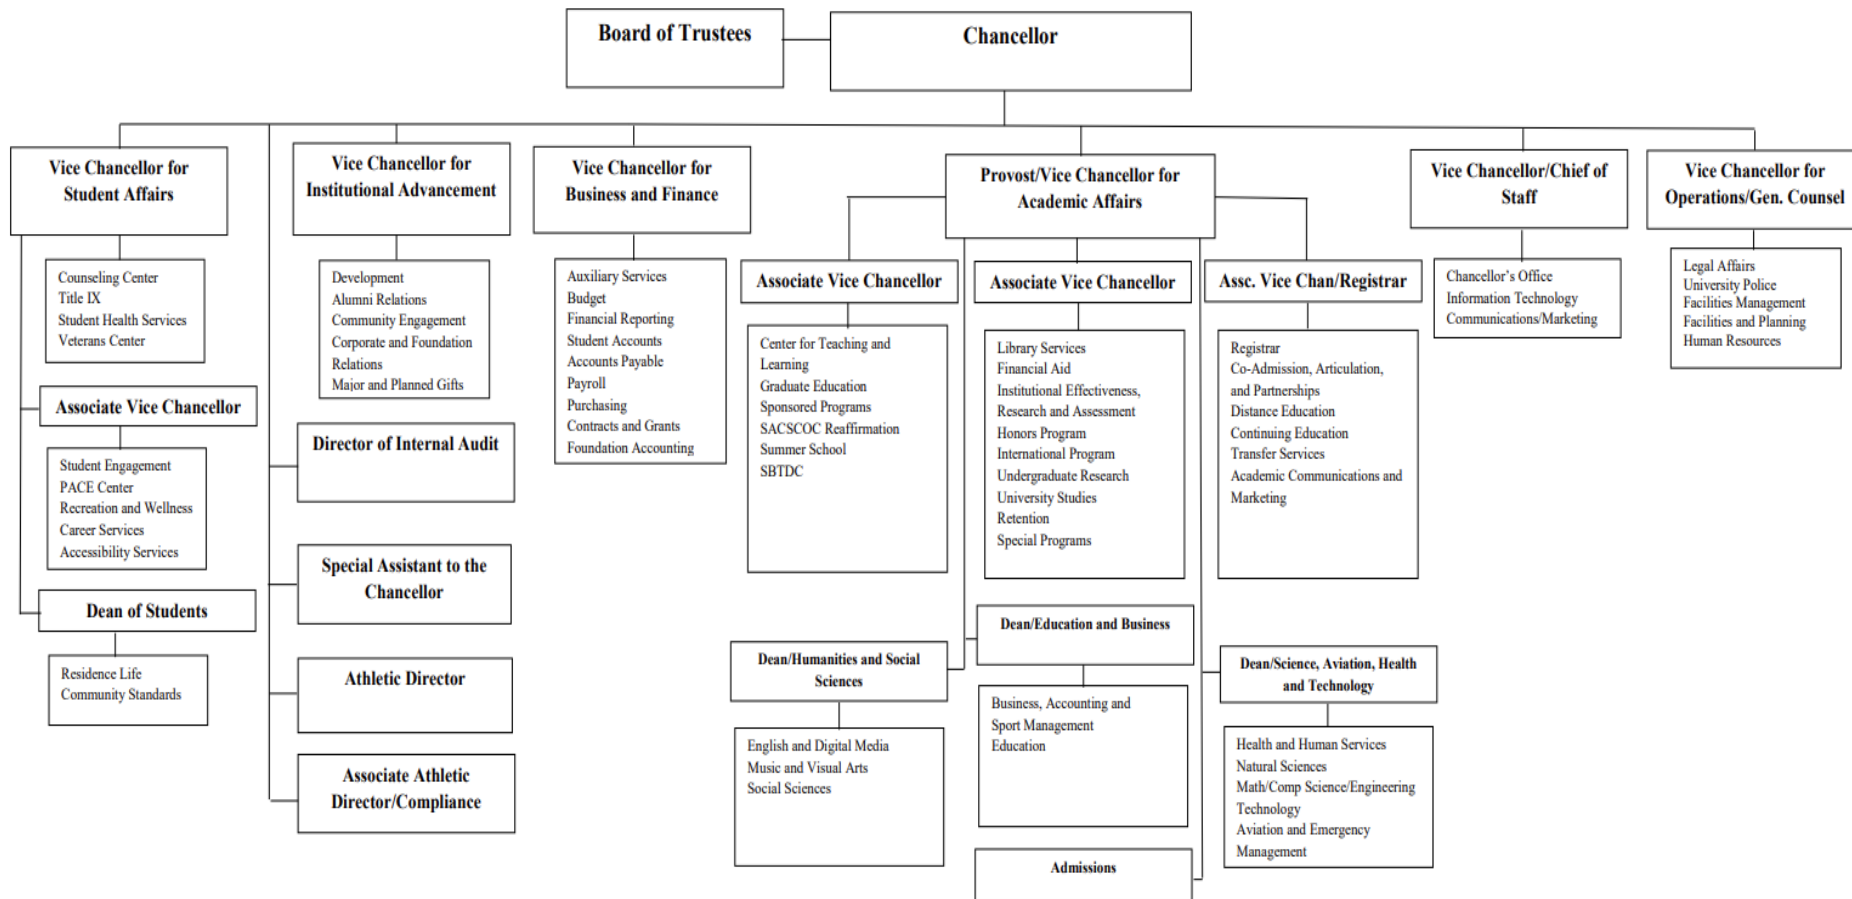 Board of Trustees
Chancellor
Vice Chancellor for
Student Affairs
Counseling Center
Title IX
Student Health Services
Veterans Center
Associate Vice Chancellor
Student Engagement
PACE Center
Recreation and Wellness
Career Services
Accessibility Services
Dean of Students
Residence Life
Community Standards
Vice Chancellor for
Institutional Advancement
Development
Alumni Relations
Community Engagement
Corporate and Foundation
Relations
Major and Planned Gifts
Director of Internal Audit
Special Assistant to the
Chancellor
Athletic Director
Associate Athletic
Director/Compliance
Vice Chancellor for
Business and Finance
Auxiliary Services
Budget
Financial Reporting
Student Accounts
Accounts Payable
Payroll
Purchasing
Contracts and Grants
Foundation Accounting
Provost/Vice Chancellor for
Academic Affairs
Associate Vice Chancellor
Center for Teaching and
Learning
Graduate Education
Sponsored Programs
SACSCOC Reaffirmation
Summer School
SBTDC
Associate Vice Chancellor
Library Services
Financial Aid
Institutional Effectiveness,
Research and Assessment
Honors Program
International Program
Undergraduate Research
University Studies
Retention
Special Programs
Assc. Vice Chan/Registrar
Registrar
Co-Admission, Articulation,
and Partnerships
Distance Education
Continuing Education
Transfer Services
Academic Communications and
Marketing
Dean/Humanities and Social
Sciences
English and Digital Media
Music and Visual Arts
Social Sciences
Dean/Education and Business
Business, Accounting and
Sport Management
Education
Dean/Science, Aviation, Health
and Technology
Health and Human Services
Natural Sciences
Math/Comp Science/Engineering
Technology
Aviation and Emergency
Management
Admissions
Vice Chancellor/Chief of
Staff
Chancellor's Office
Information Technology
Communications/Marketing
Vice Chancellor for
Operations/Gen. Counsel
Legal Affairs
University Police
Facilities Management
Facilities and Planning
Human Resources